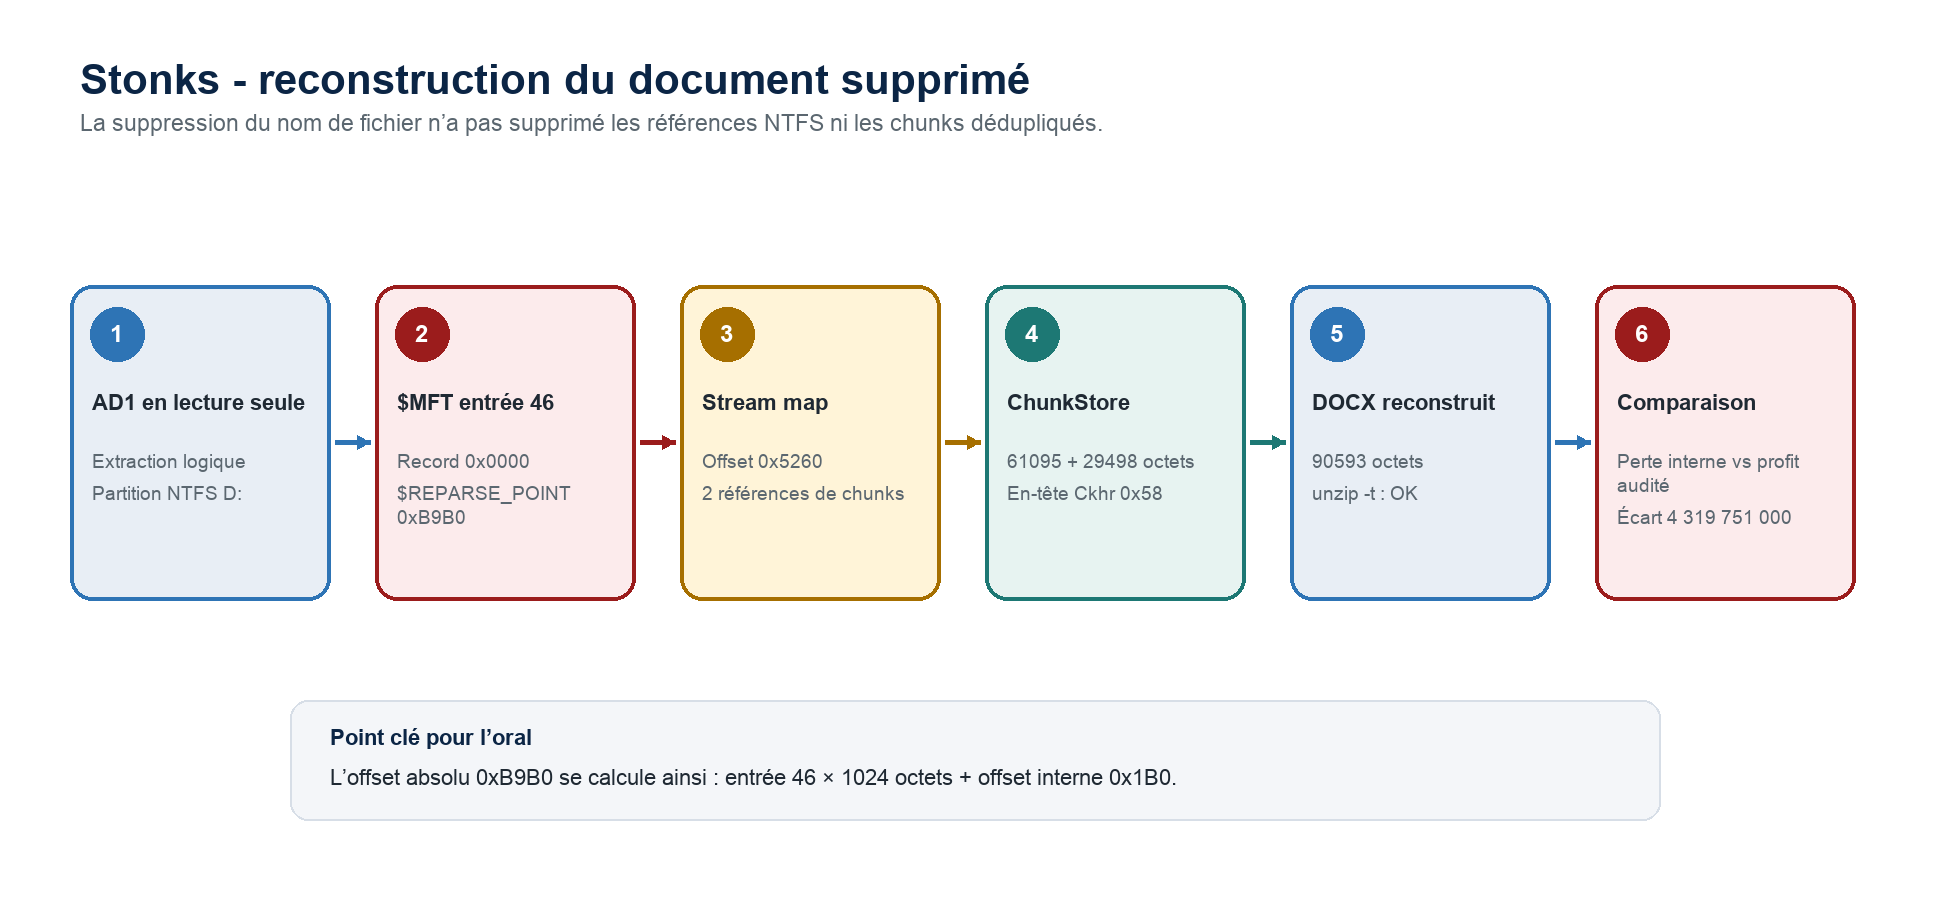 Stonks - reconstruction du document supprimé
La suppression du nom de fichier n’a pas supprimé les références NTFS ni les chunks dédupliqués.
1
AD1 en lecture seule
Extraction logique
Partition NTFS D:
2
$MFT entrée 46
Record 0x0000
$REPARSE_POINT
0xB9B0
3
Stream map
Offset 0x5260
2 références de chunks
4
ChunkStore
61095 + 29498 octets
En-tête Ckhr 0x58
5
DOCX reconstruit
90593 octets
unzip -t : OK
6
Comparaison
Perte interne vs profit
audité
Écart 4 319 751 000
Point clé pour l’oral
L’offset absolu 0xB9B0 se calcule ainsi : entrée 46 × 1024 octets + offset interne 0x1B0.